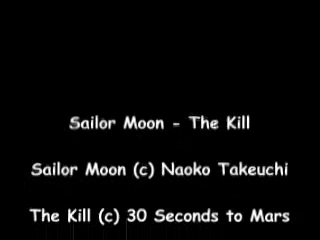 Sailor Moon - The Kill
Sailor Moon (c) Naoko Takeuchi
The Kill (c) 30 Seconds to Mars